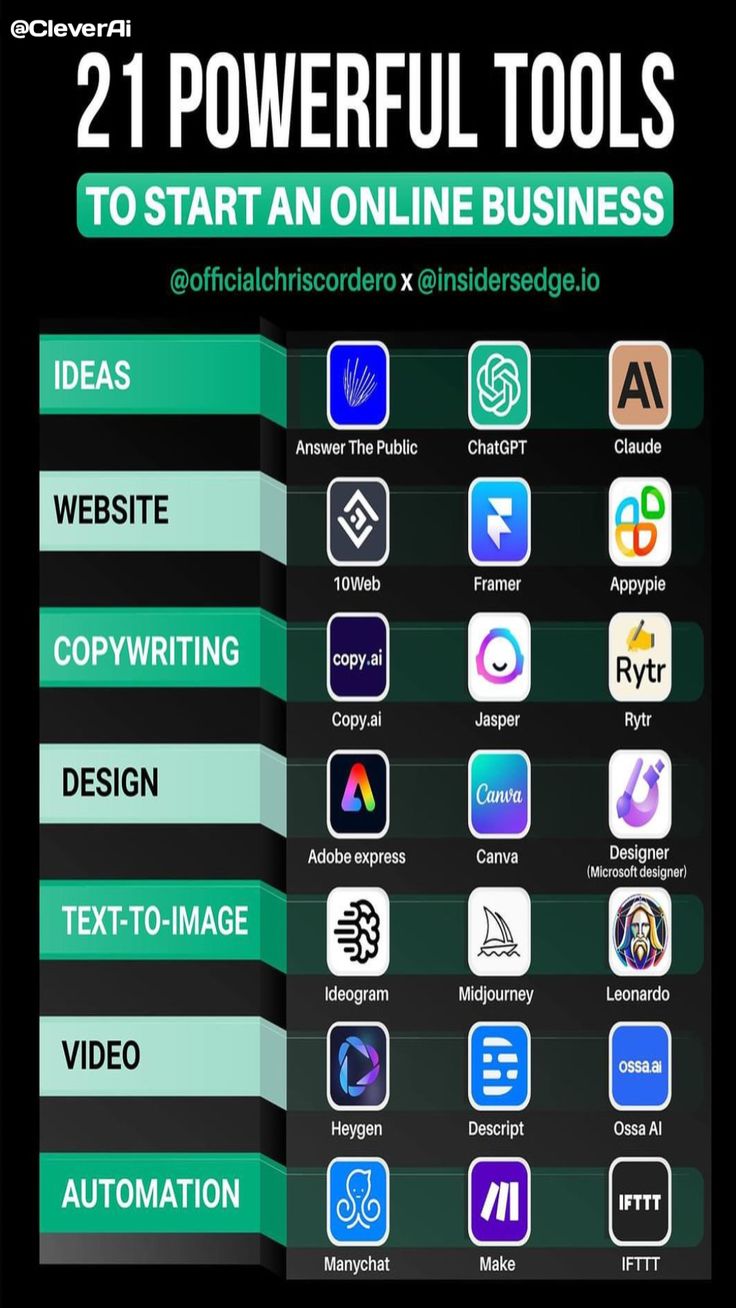 @CleverAi
21 POWERFUL TOOLS
TO START AN ONLINE BUSINESS
@officialchriscordero x @insidersedge.io
IDEAS
Answer The Public
ChatGPT
AI
Claude
WEBSITE
10Web
Framer
Appypie
COPYWRITING
copy.ai
Copy.ai
Jasper
Rytr
Rytr
DESIGN
Adobe express
Canva
Canva
Designer
(Microsoft designer)
TEXT-TO-IMAGE
Ideogram
Midjourney
Leonardo
VIDEO
Heygen
Descript
ossa.ai
Ossa AI
AUTOMATION
Manychat
Make
IFTTT
IFTTT